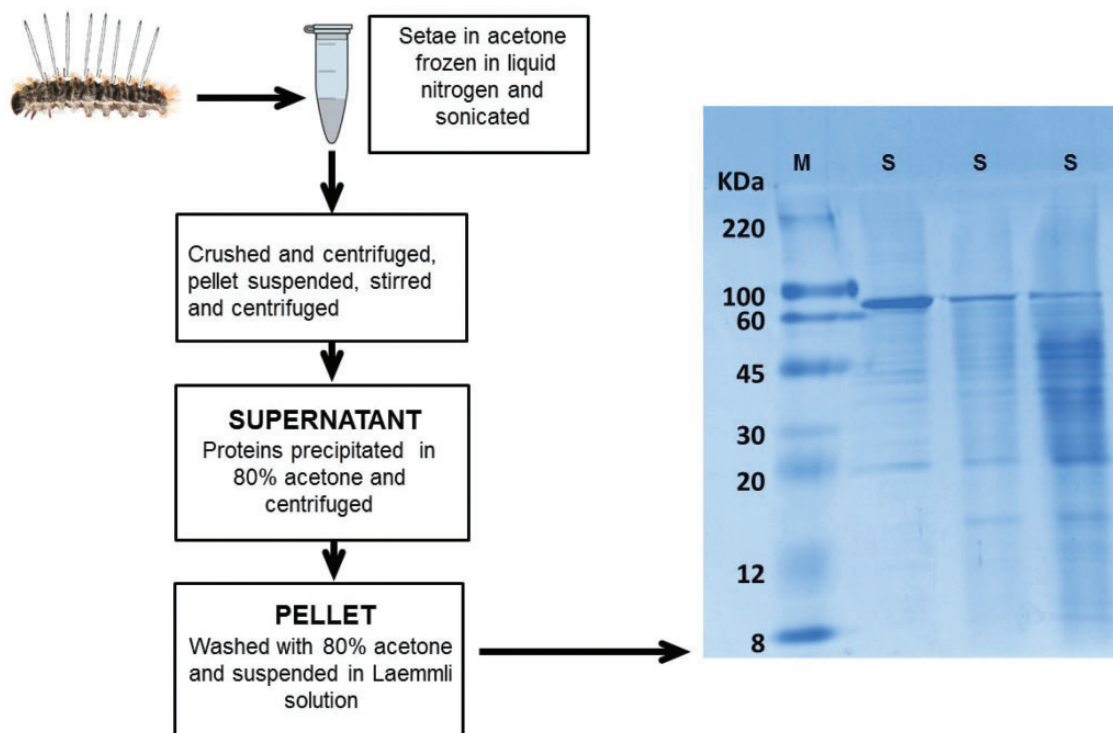 Setae in acetone
frozen in liquid
nitrogen and
sonicated
Crushed and centrifuged,
pellet suspended, stirred
and centrifuged
SUPERNATANT
Proteins precipitated in
80% acetone and
centrifuged
PELLET
Washed with 80% acetone
and suspended in Laemmli
solution
M S S S
KDa
220
100
60
45
30
20
12
8